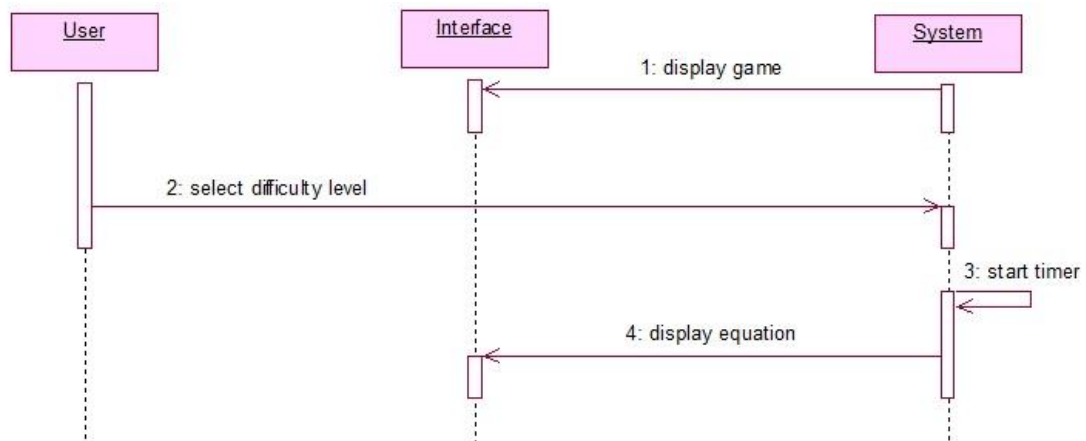 User
Interface
System
1: display game
2: select difficulty level
3: start timer
4: display equation